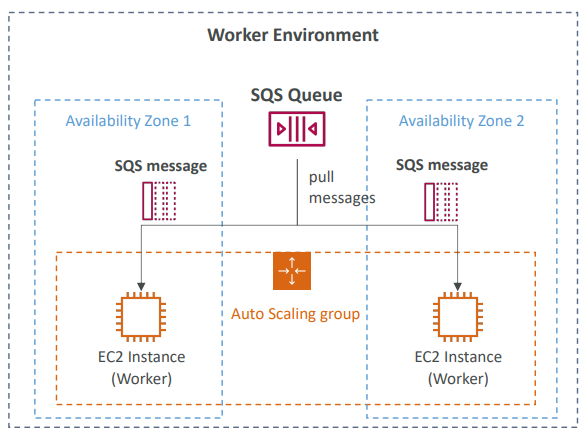 Worker Environment
SQS Queue
Availability Zone 1
Availability Zone 2
SQS message
SQS message
pull
messages
Auto Scaling group
EC2 Instance
(Worker)
EC2 Instance
(Worker)